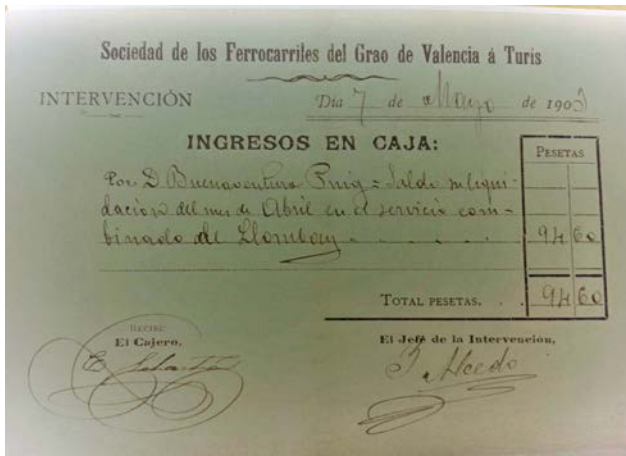 Sociedad de los Ferrocarriles del Grao de Valencia á Turis
INTERVENCIÓN
Dia 7 de Mayo de 190
INGRESOS EN CAJA:
PESETAS
Por D Buenaventura Puig = Saldo su liqui-
dacion del mes de Abril en el servicio com-
binado de Llombay 94 60
TOTAL PESETAS. 94 60
RECIBÍ:
El Cajero,
El Jefe de la Intervención,